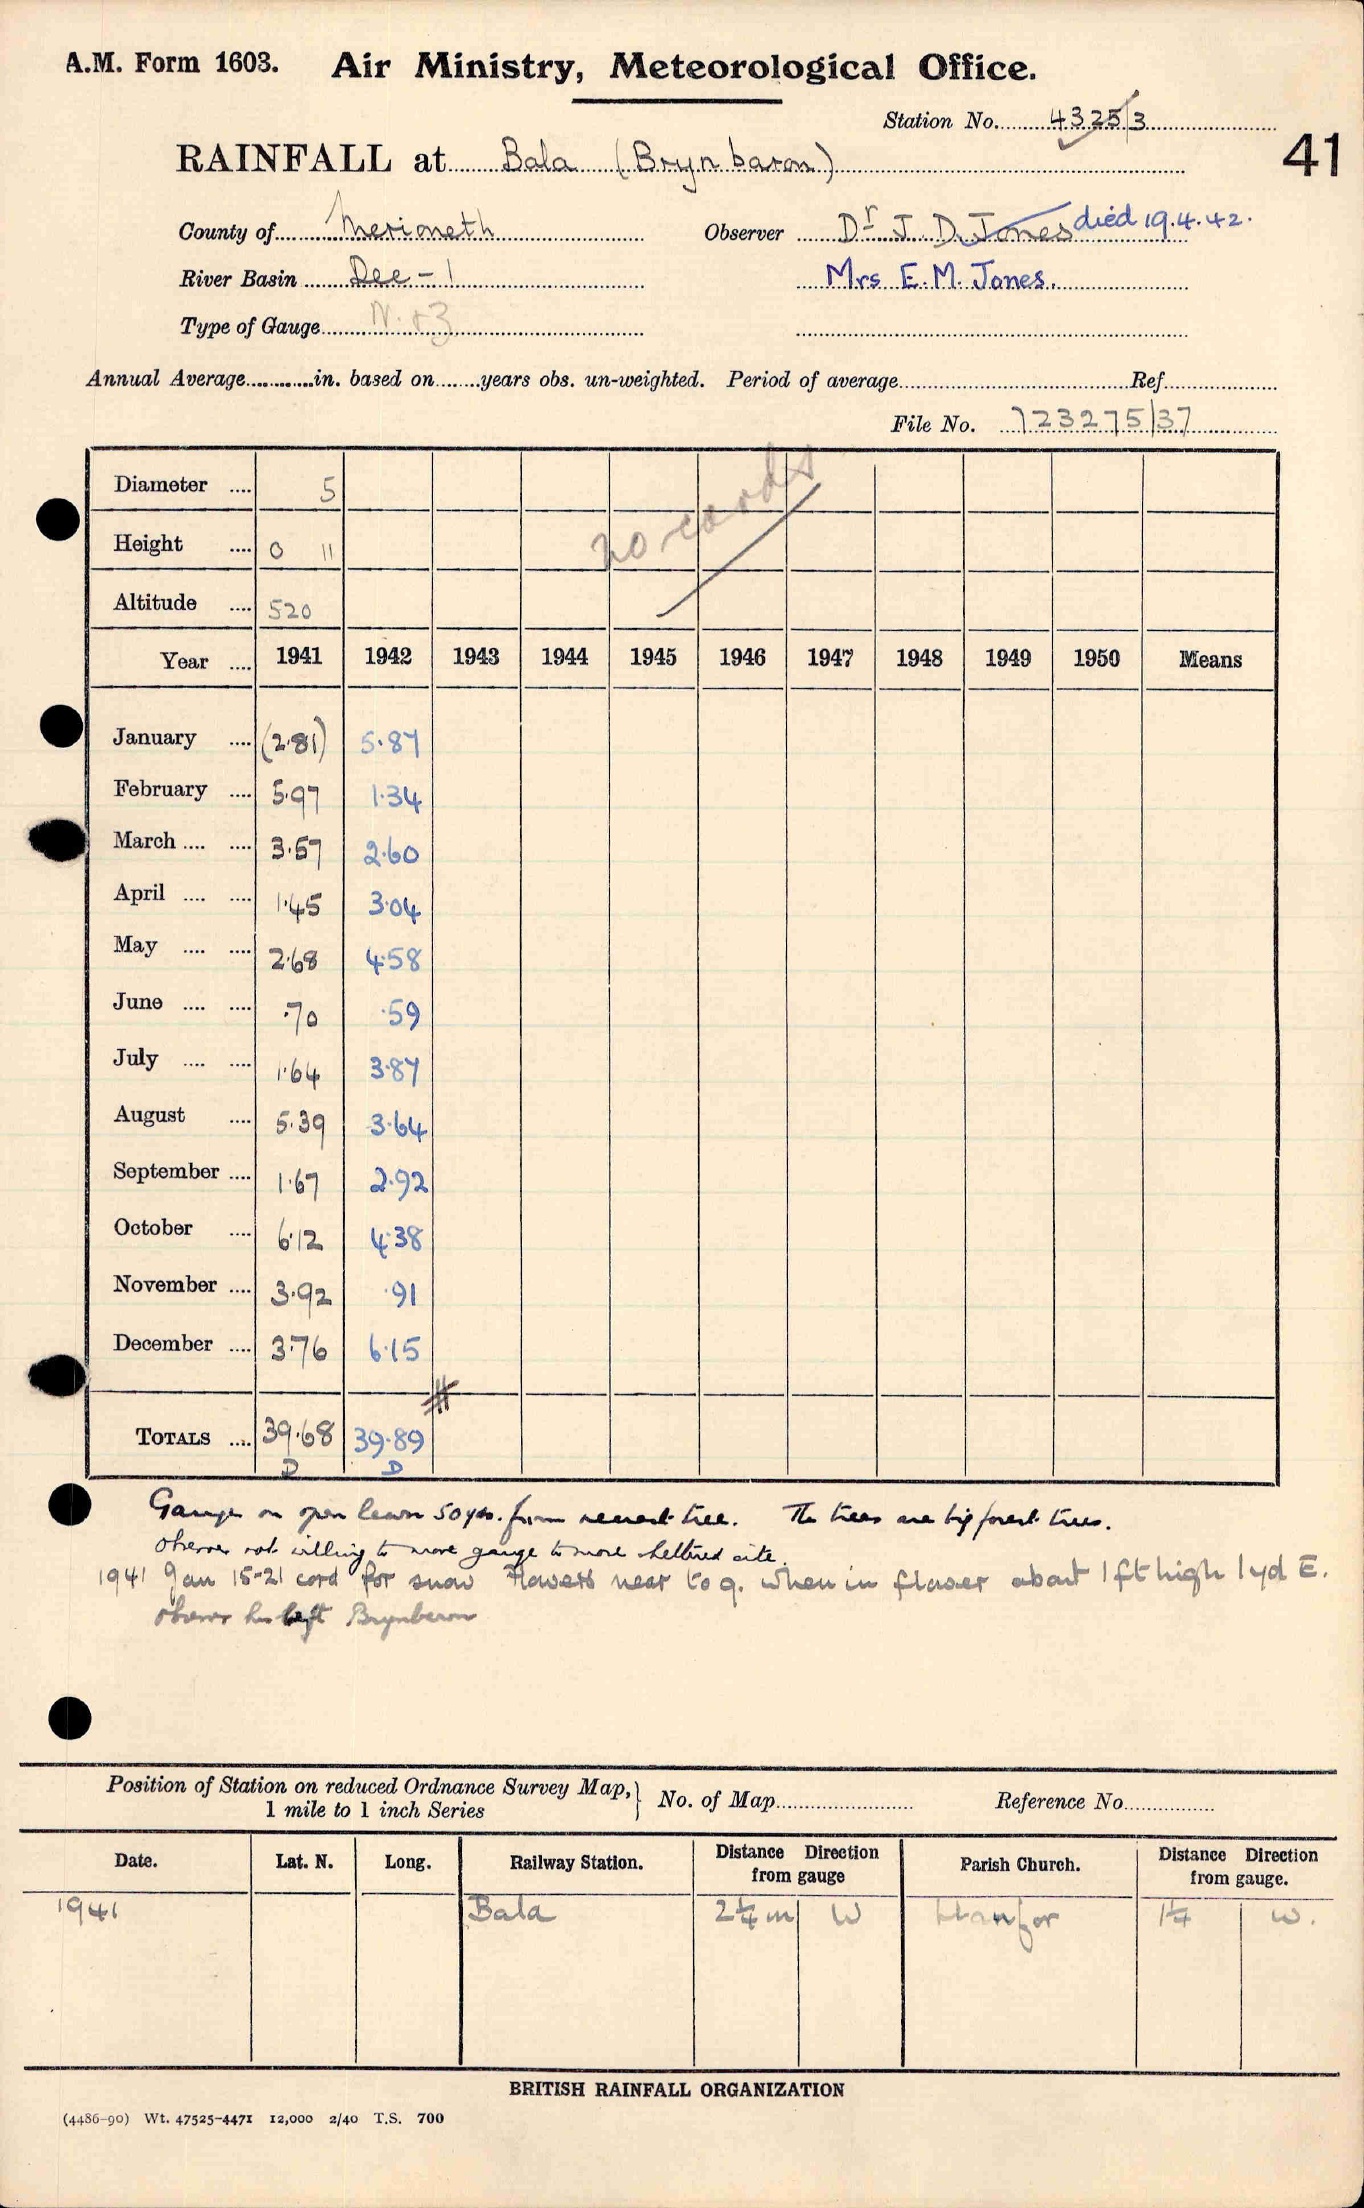 A.M. Form 1603. Air Ministry, Meteorological Office.
Station No. 4325/3
41
RAINFALL at Bala (Brynbaron)
County of Merioneth Observer Dr J. D. Jones died 19.4.42.
River Basin Dee - 1 Mrs E. M. Jones.
Type of Gauge
Annual Average in. based on years obs. un-weighted. Period of average Ref.
File No. 723275/37
Diameter 5
Height 0 11
Altitude 520
Year 1941 1942 1943 1944 1945 1946 1947 1948 1949 1950 Means
January (2.81) 5.87
February 5.97 1.34
March 3.57 2.60
April 1.45 3.04
May 2.68 4.58
June .70 .59
July 1.64 3.87
August 5.39 3.64
September 1.67 2.92
October 6.12 4.38
November 3.92 .91
December 3.76 6.15
TOTALS 39.68 39.89
D D
Gauge on open lawn 50 yds. from nearest tree. The trees are big forest trees.
Observer not willing to move gauge to more sheltered site.
1941 Jan 15-21 cord for snow Flowers near to g. when in flower about 1 ft high 1 yd E.
Observer has left Brynbaron
Position of Station on reduced Ordnance Survey Map, 1 mile to 1 inch Series } No. of Map Reference No.
Date. Lat. N. Long. Railway Station. Distance Direction from gauge Parish Church. Distance Direction from gauge.
1941 Bala 2¼ m W Llanfor 1¼ W.
BRITISH RAINFALL ORGANIZATION
(4486-90) Wt. 47525-4471 12,000 2/40 T.S. 700